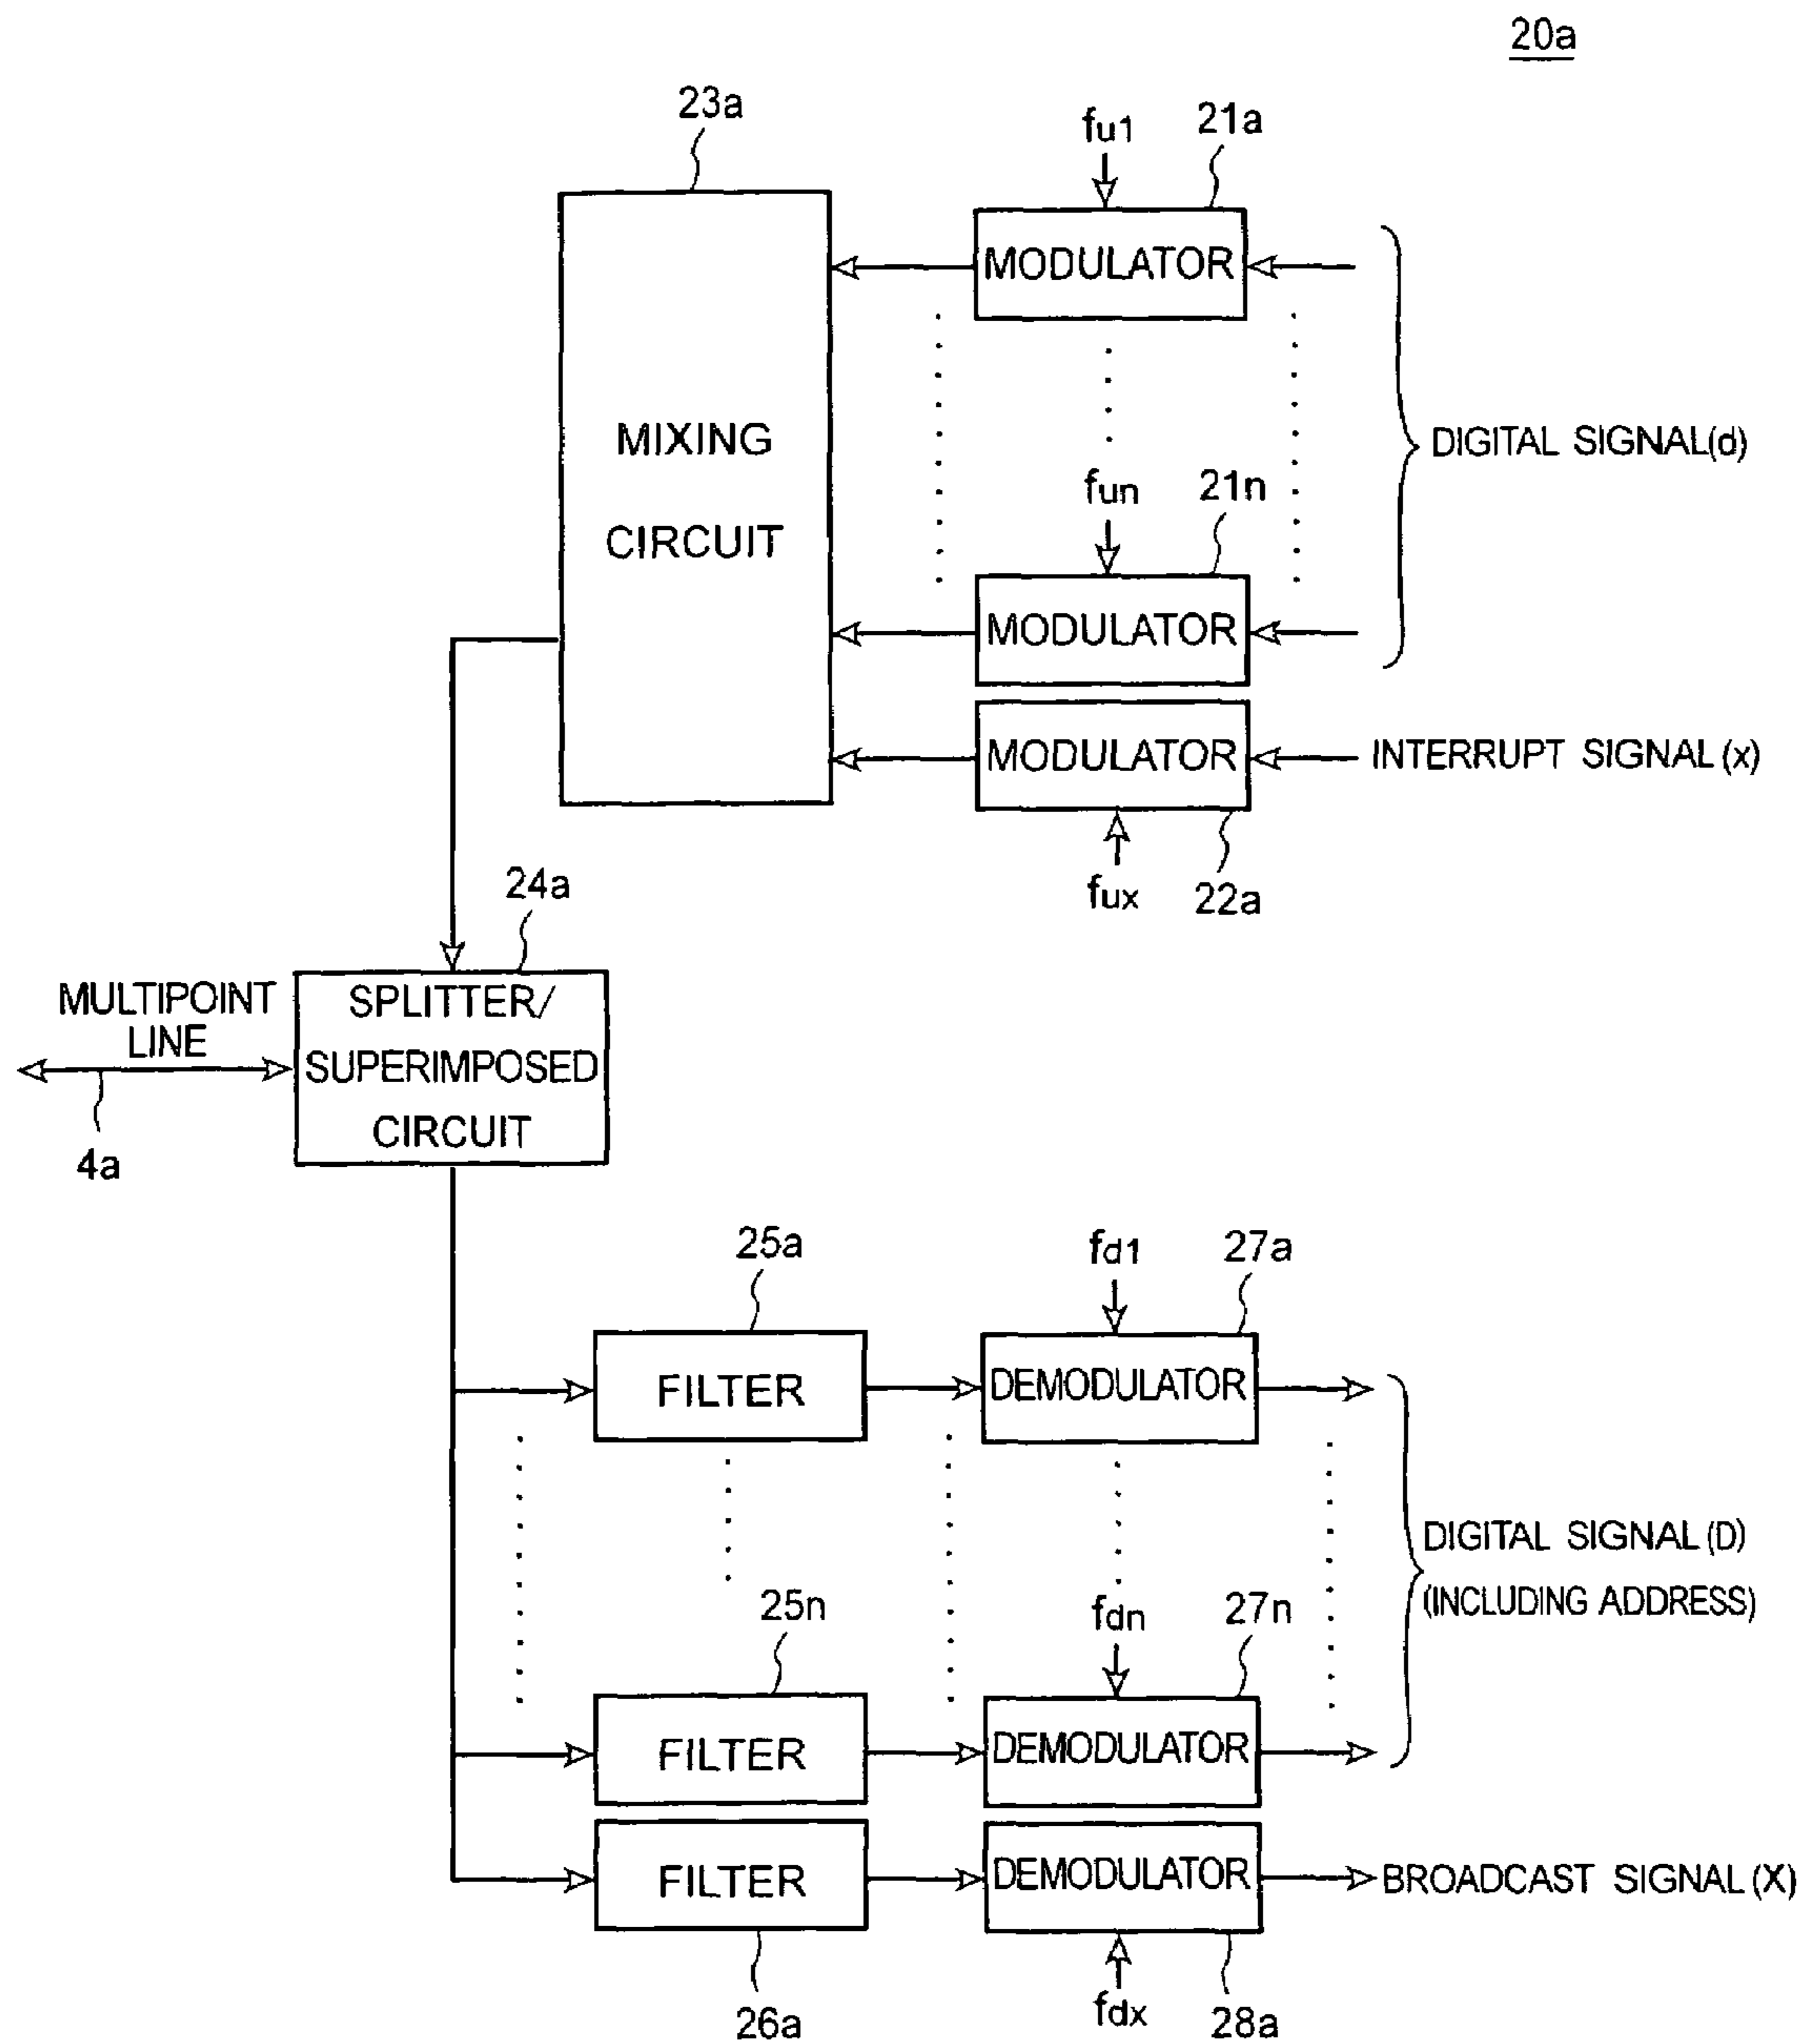 20a
23a
fu1
21a
MODULATOR
MIXING
CIRCUIT
DIGITAL SIGNAL(d)
fun
21n
MODULATOR
MODULATOR
INTERRUPT SIGNAL(x)
fux
22a
24a
MULTIPOINT
LINE
4a
SPLITTER/
SUPERIMPOSED
CIRCUIT
25a
fd1
27a
FILTER
DEMODULATOR
DIGITAL SIGNAL(D)
(INCLUDING ADDRESS)
25n
fdn
27n
FILTER
DEMODULATOR
FILTER
DEMODULATOR
BROADCAST SIGNAL(X)
26a
fdx
28a